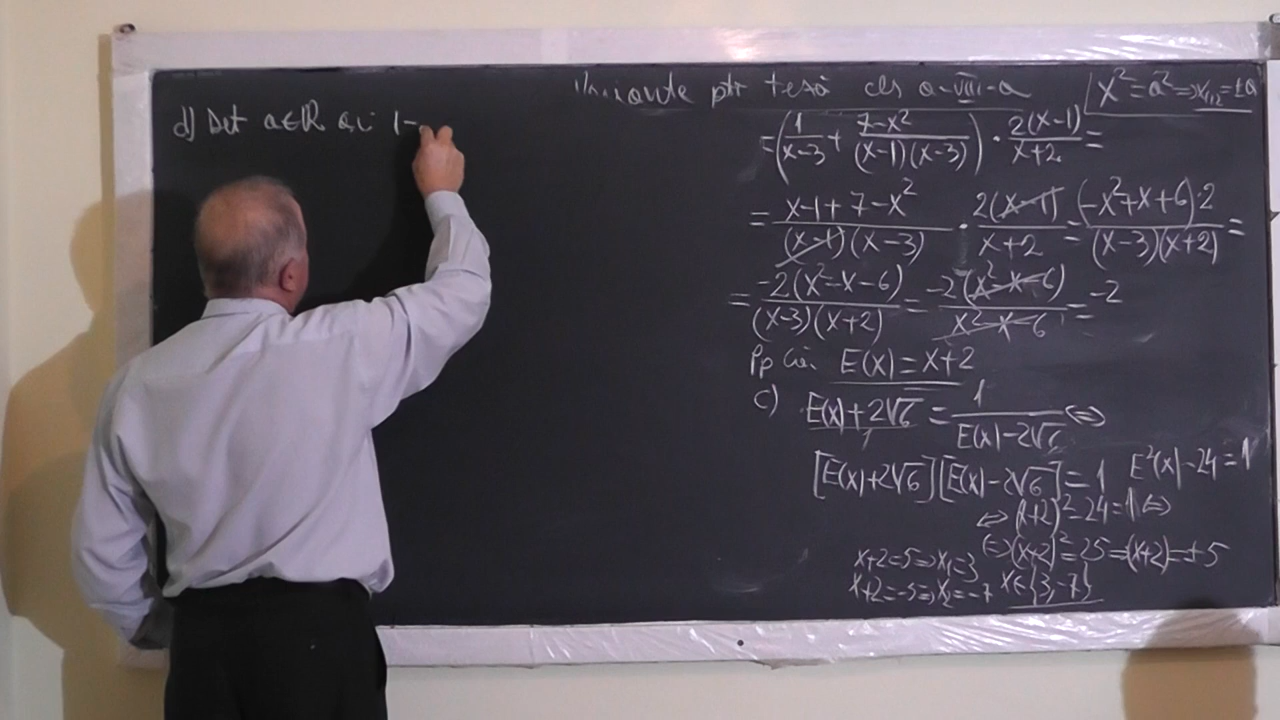 ptr teză cls a-VIII-a
x² = a² ⇒ x₁,₂ = ±a
d) Det a∈ℝ a.î. 1-
= (1/(x-3) + (7-x²)/((x-1)(x-3))) · 2(x-1)/(x+2) =
= (x-1+7-x²)/((x-1)(x-3)) · 2(x-1)/(x+2) = (-x²+x+6)·2/((x-3)(x+2)) =
= -2(x²-x-6)/((x-3)(x+2)) = -2(x²-x-6)/(x²-x-6) = -2
Pp că: E(x) = x+2
c) (E(x)+2√6)/1 = 1/(E(x)-2√6) ⇔
[E(x)+2√6][E(x)-2√6] = 1 E²(x)-24=1
⇔ (x+2)²-24=1 ⇔
⇔ (x+2)²=25 ⇒ (x+2)=±5
x+2=5 ⇒ x₁=3
x+2=-5 ⇒ x₂=-7 x∈{3,-7}